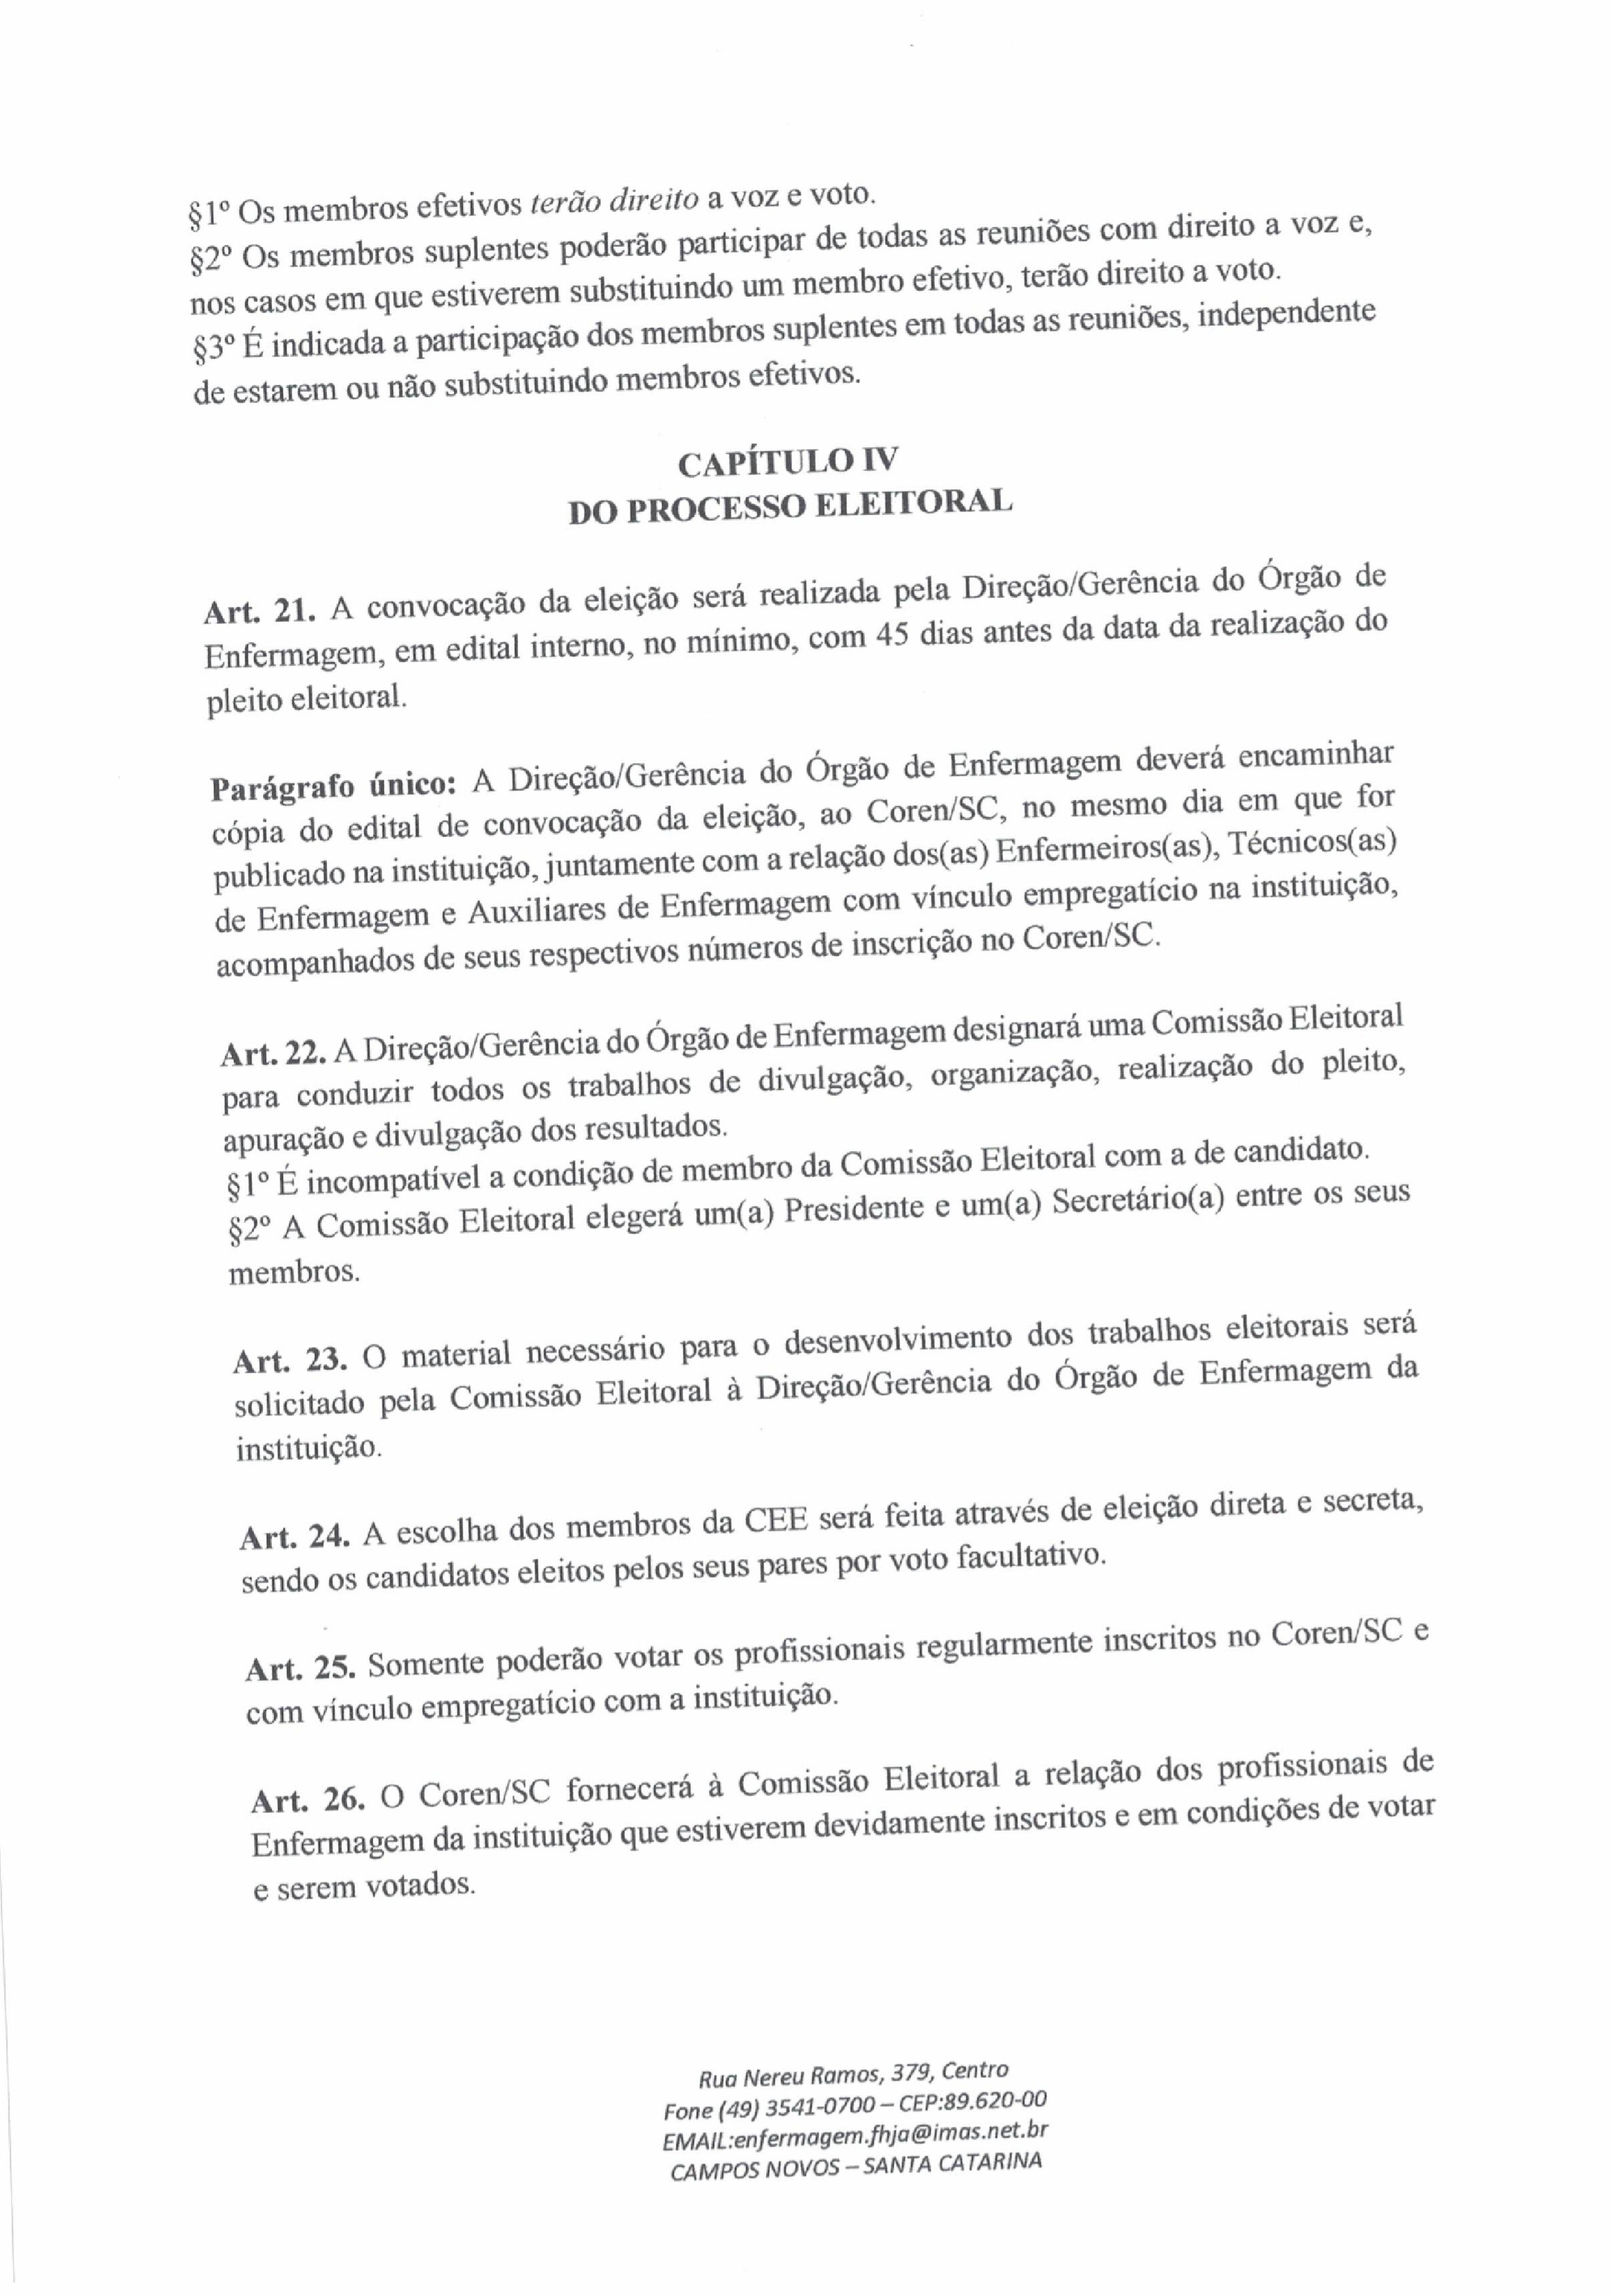 §1º Os membros efetivos terão direito a voz e voto.
§2º Os membros suplentes poderão participar de todas as reuniões com direito a voz e,
nos casos em que estiverem substituindo um membro efetivo, terão direito a voto.
§3º É indicada a participação dos membros suplentes em todas as reuniões, independente
de estarem ou não substituindo membros efetivos.
CAPÍTULO IV
DO PROCESSO ELEITORAL
Art. 21. A convocação da eleição será realizada pela Direção/Gerência do Órgão de
Enfermagem, em edital interno, no mínimo, com 45 dias antes da data da realização do
pleito eleitoral.
Parágrafo único: A Direção/Gerência do Órgão de Enfermagem deverá encaminhar
cópia do edital de convocação da eleição, ao Coren/SC, no mesmo dia em que for
publicado na instituição, juntamente com a relação dos(as) Enfermeiros(as), Técnicos(as)
de Enfermagem e Auxiliares de Enfermagem com vínculo empregatício na instituição,
acompanhados de seus respectivos números de inscrição no Coren/SC.
Art. 22. A Direção/Gerência do Órgão de Enfermagem designará uma Comissão Eleitoral
para conduzir todos os trabalhos de divulgação, organização, realização do pleito,
apuração e divulgação dos resultados.
§1º É incompatível a condição de membro da Comissão Eleitoral com a de candidato.
§2º A Comissão Eleitoral elegerá um(a) Presidente e um(a) Secretário(a) entre os seus
membros.
Art. 23. O material necessário para o desenvolvimento dos trabalhos eleitorais será
solicitado pela Comissão Eleitoral à Direção/Gerência do Órgão de Enfermagem da
instituição.
Art. 24. A escolha dos membros da CEE será feita através de eleição direta e secreta,
sendo os candidatos eleitos pelos seus pares por voto facultativo.
Art. 25. Somente poderão votar os profissionais regularmente inscritos no Coren/SC e
com vínculo empregatício com a instituição.
Art. 26. O Coren/SC fornecerá à Comissão Eleitoral a relação dos profissionais de
Enfermagem da instituição que estiverem devidamente inscritos e em condições de votar
e serem votados.
Rua Nereu Ramos, 379, Centro
Fone (49) 3541-0700 – CEP:89.620-00
EMAIL:enfermagem.fhja@imas.net.br
CAMPOS NOVOS – SANTA CATARINA